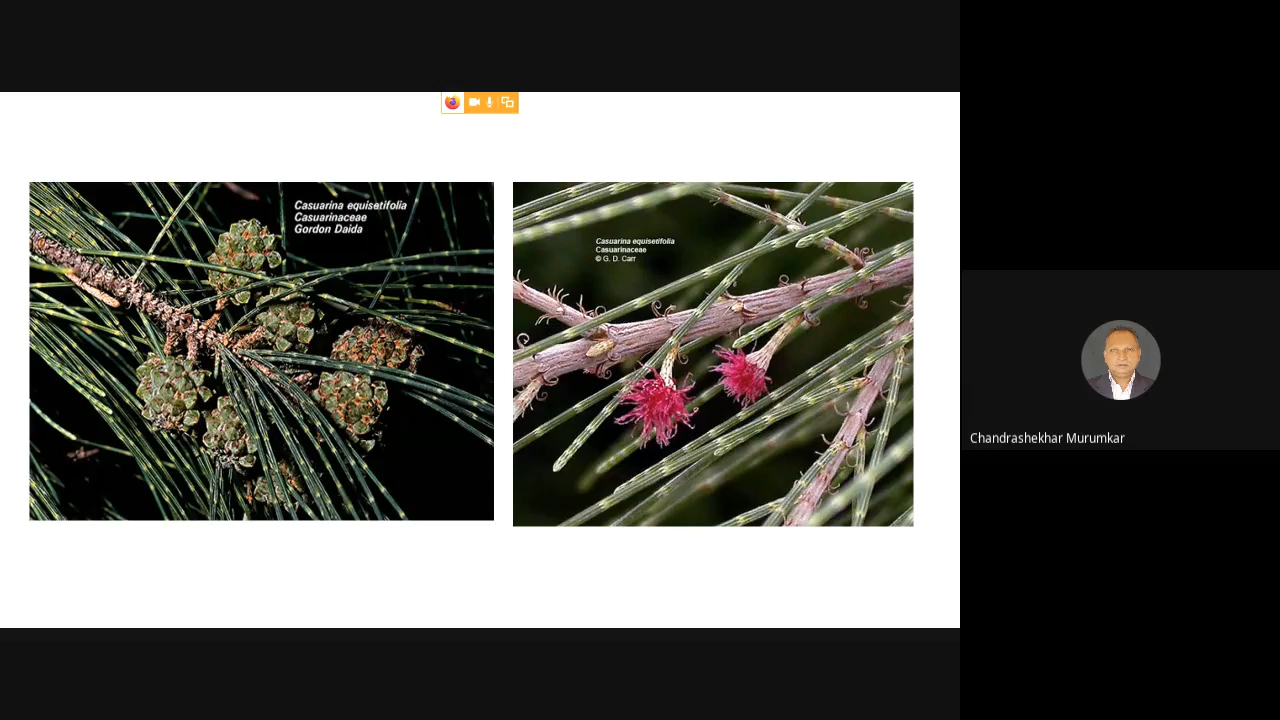 Casuarina equisetifolia
Casuarinaceae
Gordon Daida
Casuarina equisetifolia
Casuarinaceae
© G. D. Carr
Chandrashekhar Murumkar